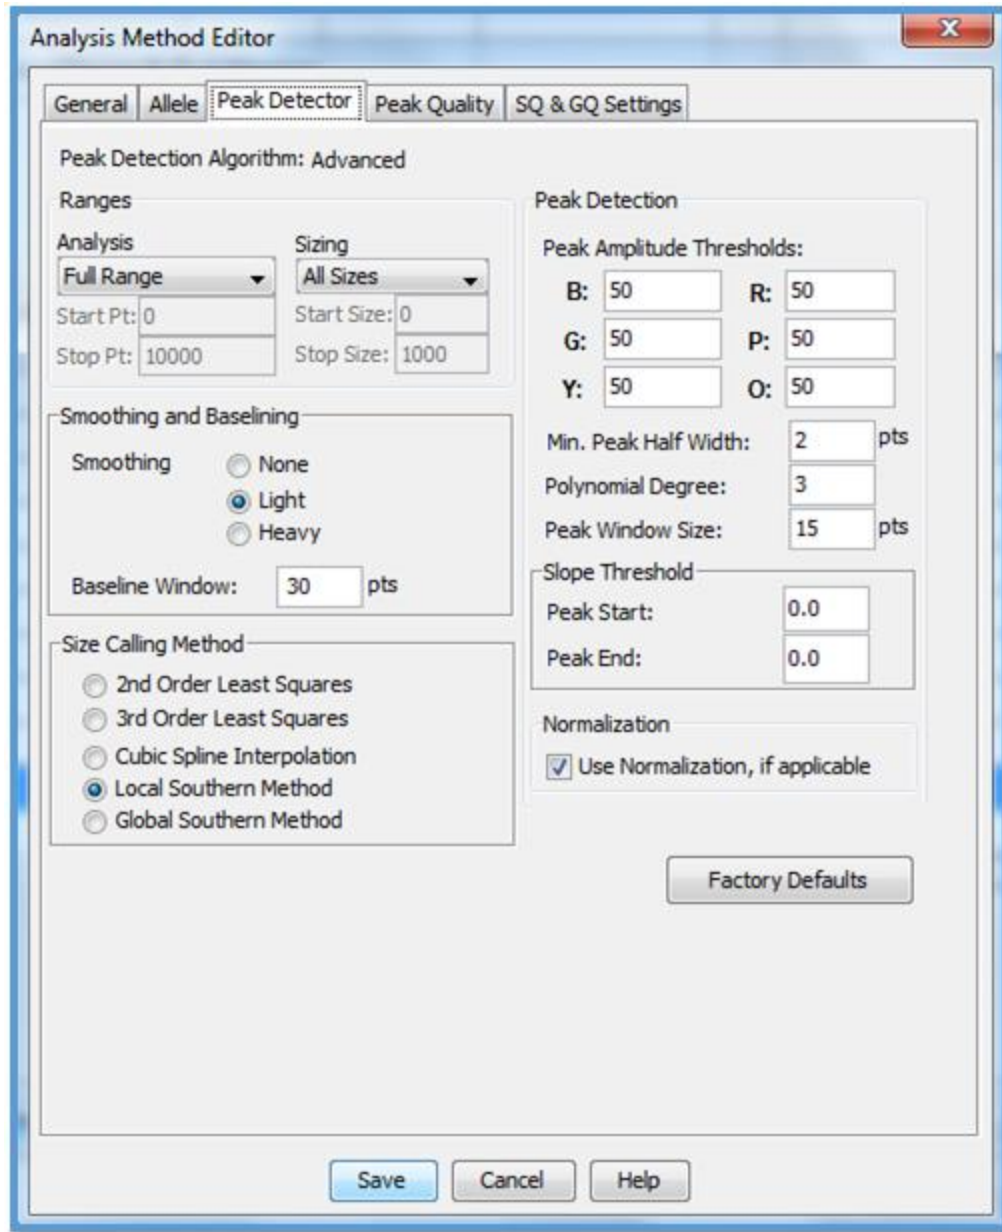 Analysis Method Editor
General Allele Peak Detector Peak Quality SQ & GQ Settings
Peak Detection Algorithm: Advanced
Ranges
Analysis Sizing
Full Range All Sizes
Start Pt: 0 Start Size: 0
Stop Pt: 10000 Stop Size: 1000
Smoothing and Baselining
Smoothing None
Light
Heavy
Baseline Window: 30 pts
Size Calling Method
2nd Order Least Squares
3rd Order Least Squares
Cubic Spline Interpolation
Local Southern Method
Global Southern Method
Peak Detection
Peak Amplitude Thresholds:
B: 50 R: 50
G: 50 P: 50
Y: 50 O: 50
Min. Peak Half Width: 2 pts
Polynomial Degree: 3
Peak Window Size: 15 pts
Slope Threshold
Peak Start: 0.0
Peak End: 0.0
Normalization
Use Normalization, if applicable
Factory Defaults
Save Cancel Help